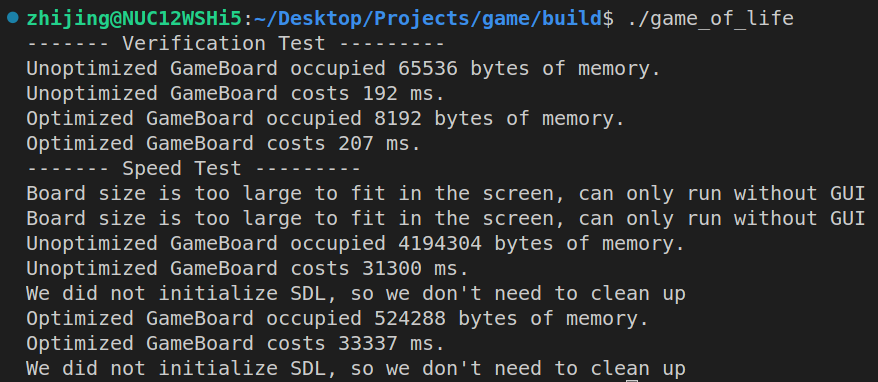 zhijing@NUC12WSHi5:~/Desktop/Projects/game/build$ ./game_of_life
------- Verification Test ---------
Unoptimized GameBoard occupied 65536 bytes of memory.
Unoptimized GameBoard costs 192 ms.
Optimized GameBoard occupied 8192 bytes of memory.
Optimized GameBoard costs 207 ms.
------- Speed Test ---------
Board size is too large to fit in the screen, can only run without GUI
Board size is too large to fit in the screen, can only run without GUI
Unoptimized GameBoard occupied 4194304 bytes of memory.
Unoptimized GameBoard costs 31300 ms.
We did not initialize SDL, so we don't need to clean up
Optimized GameBoard occupied 524288 bytes of memory.
Optimized GameBoard costs 33337 ms.
We did not initialize SDL, so we don't need to clean up